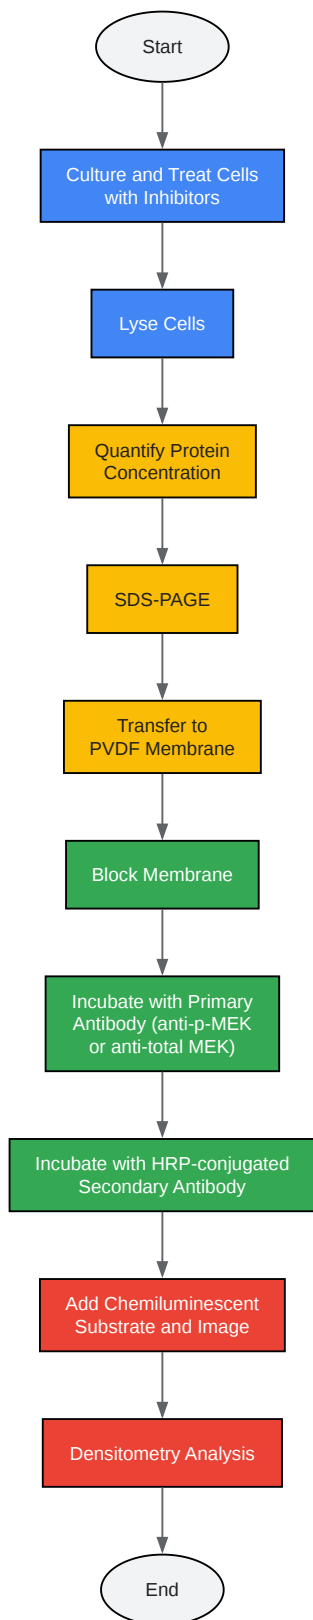 Start
Culture and Treat Cells
with Inhibitors
Lyse Cells
Quantify Protein
Concentration
SDS-PAGE
Transfer to
PVDF Membrane
Block Membrane
Incubate with Primary
Antibody (anti-p-MEK
or anti-total MEK)
Incubate with HRP-conjugated
Secondary Antibody
Add Chemiluminescent
Substrate and Image
Densitometry Analysis
End